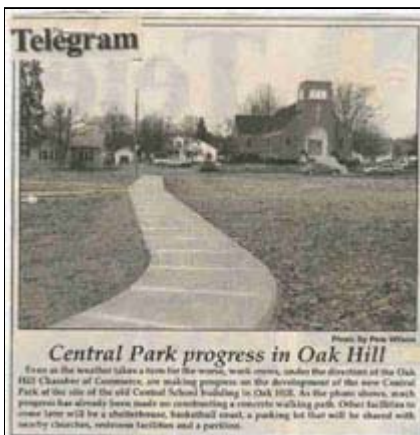 Telegram
Photo by Pete Wilson
Central Park progress in Oak Hill
Even as the weather takes a turn for the worse, work crews, under the direction of the Oak
Hill Chamber of Commerce, are making progress on the development of the new Central
Park at the site of the old Central School building in Oak Hill. As the photo shows, much
progress has already been made on constructing a concrete walking path. Other facilities to
come later will be a shelterhouse, basketball court, a parking lot that will be shared with
nearby churches, restroom facilities and a pavilion.